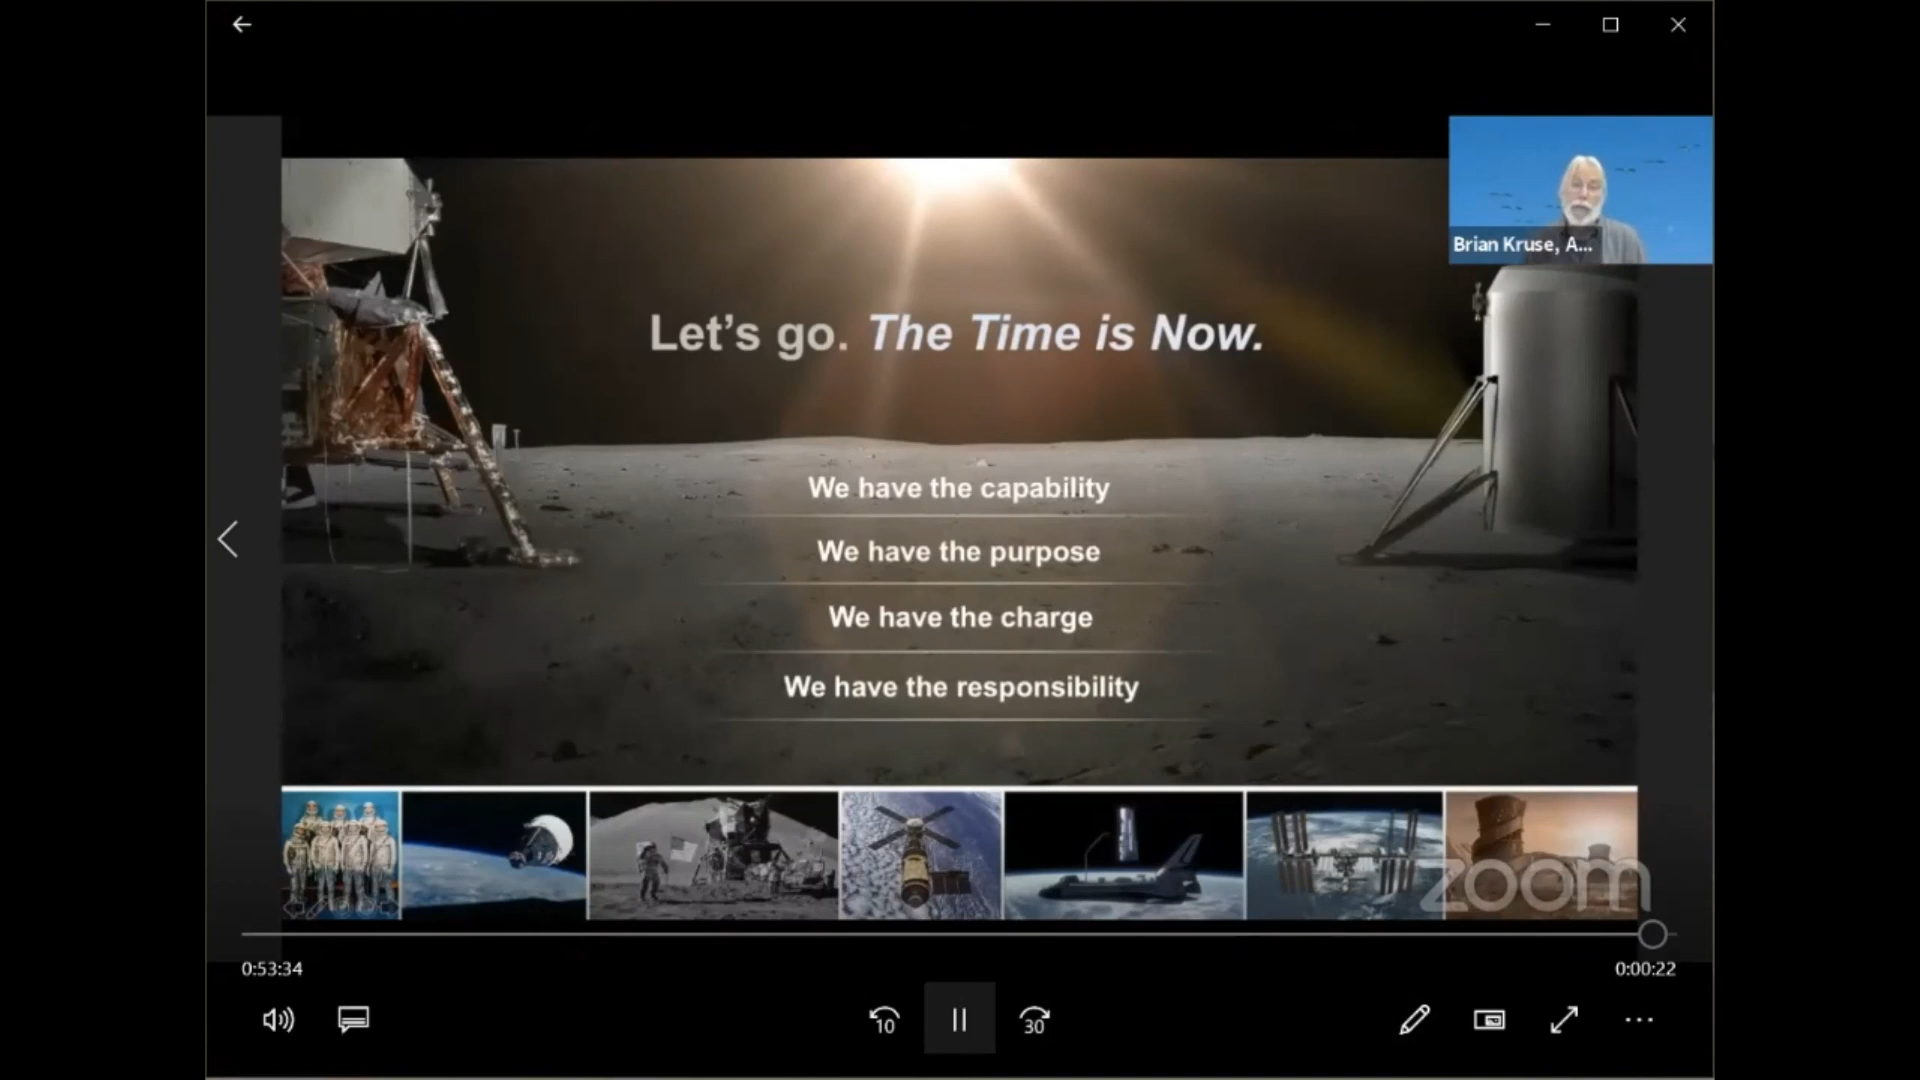 Brian Kruse, A...
Let’s go. The Time is Now.
We have the capability
We have the purpose
We have the charge
We have the responsibility
zoom
0:53:34
0:00:22
10
30